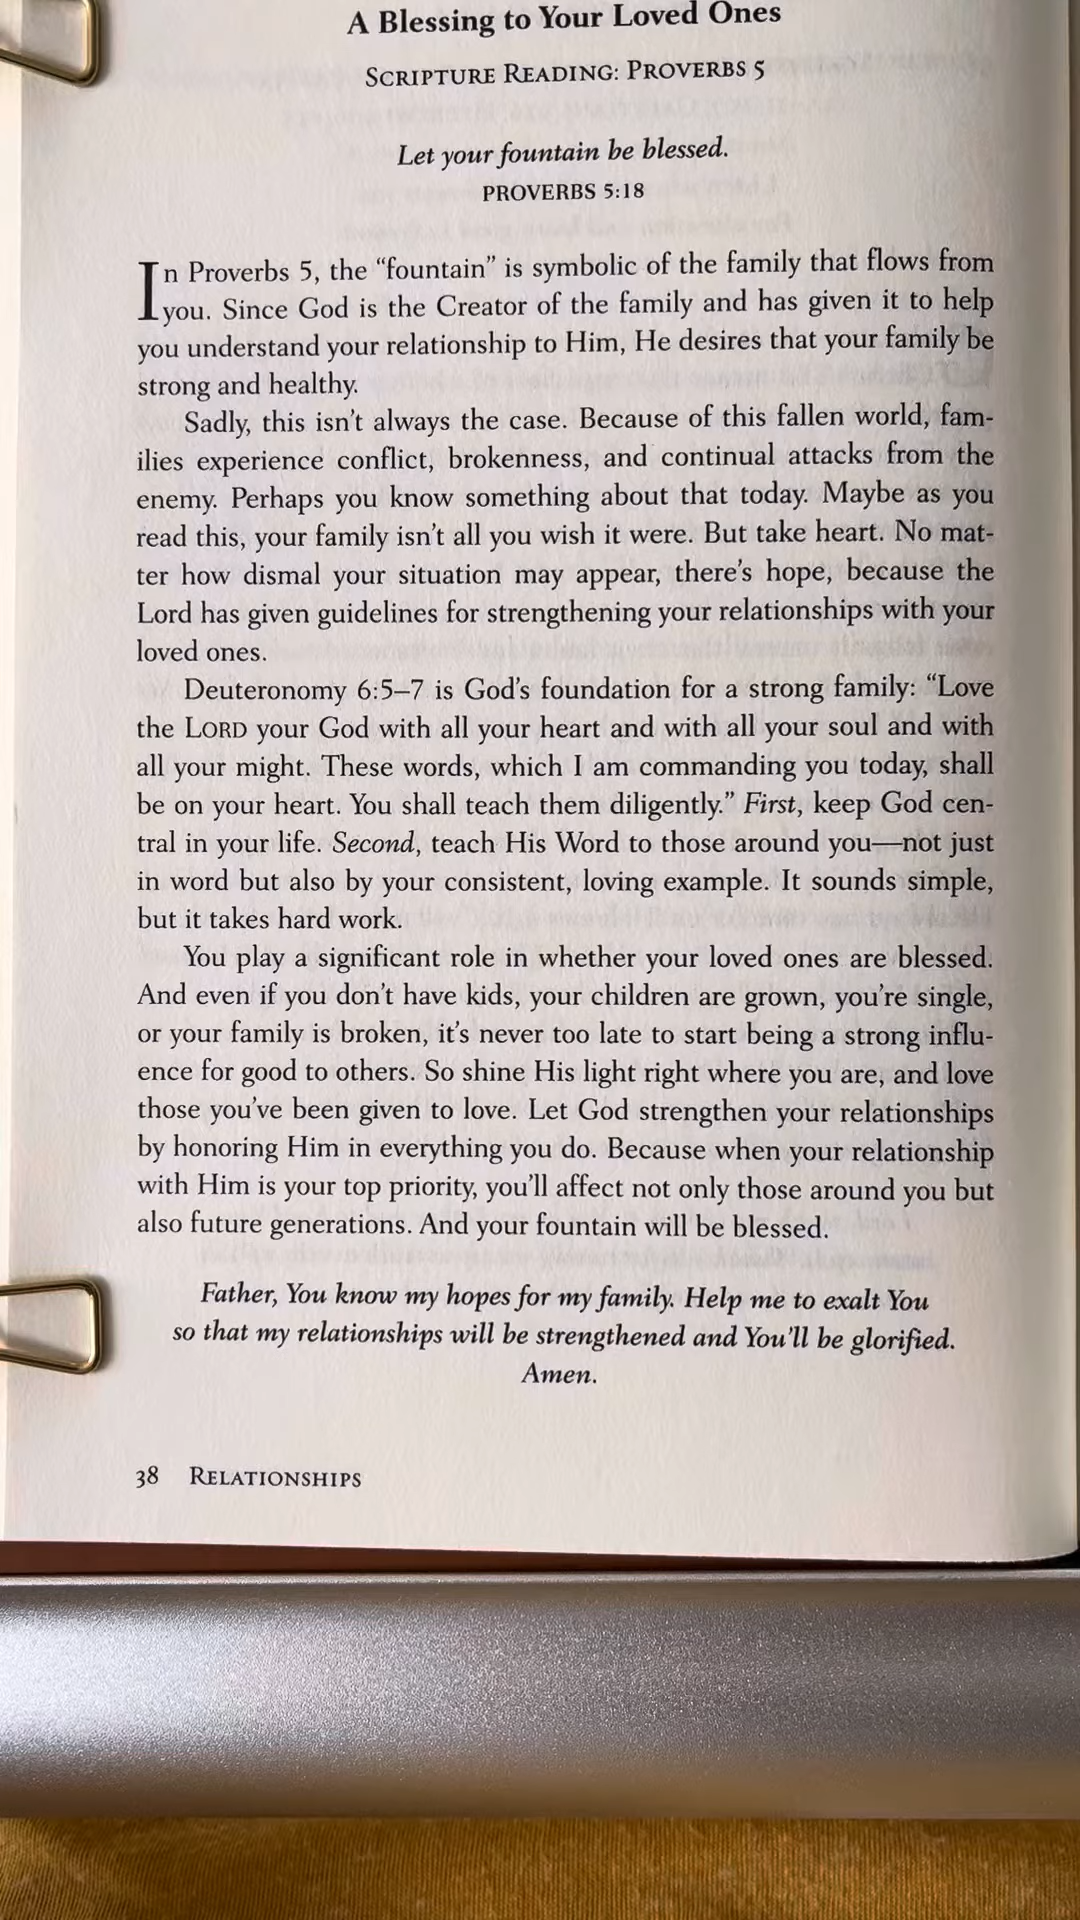 A Blessing to Your Loved Ones
SCRIPTURE READING: PROVERBS 5
Let your fountain be blessed.
PROVERBS 5:18
In Proverbs 5, the “fountain” is symbolic of the family that flows from
you. Since God is the Creator of the family and has given it to help
you understand your relationship to Him, He desires that your family be
strong and healthy.
Sadly, this isn’t always the case. Because of this fallen world, fam-
ilies experience conflict, brokenness, and continual attacks from the
enemy. Perhaps you know something about that today. Maybe as you
read this, your family isn’t all you wish it were. But take heart. No mat-
ter how dismal your situation may appear, there’s hope, because the
Lord has given guidelines for strengthening your relationships with your
loved ones.
Deuteronomy 6:5–7 is God’s foundation for a strong family: “Love
the LORD your God with all your heart and with all your soul and with
all your might. These words, which I am commanding you today, shall
be on your heart. You shall teach them diligently.” First, keep God cen-
tral in your life. Second, teach His Word to those around you—not just
in word but also by your consistent, loving example. It sounds simple,
but it takes hard work.
You play a significant role in whether your loved ones are blessed.
And even if you don’t have kids, your children are grown, you’re single,
or your family is broken, it’s never too late to start being a strong influ-
ence for good to others. So shine His light right where you are, and love
those you’ve been given to love. Let God strengthen your relationships
by honoring Him in everything you do. Because when your relationship
with Him is your top priority, you’ll affect not only those around you but
also future generations. And your fountain will be blessed.
Father, You know my hopes for my family. Help me to exalt You
so that my relationships will be strengthened and You’ll be glorified.
Amen.
38 RELATIONSHIPS